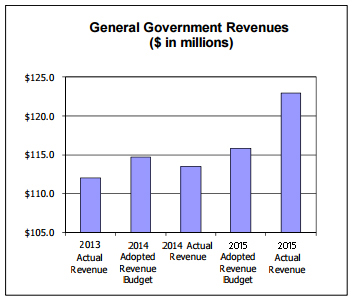 General Government Revenues
($ in millions)
$125.0
$120.0
$115.0
$110.0
$105.0
2013
Actual
Revenue
2014
Adopted
Revenue
Budget
2014 Actual
Revenue
2015
Adopted
Revenue
Budget
2015
Actual
Revenue